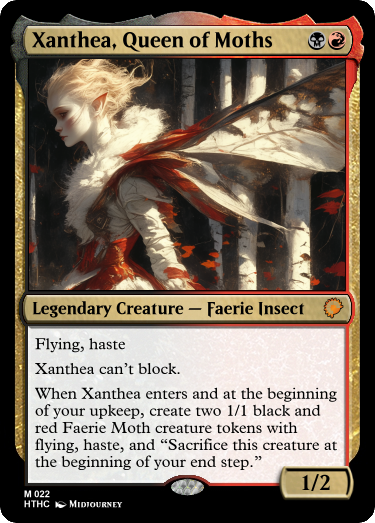 Xanthea, Queen of Moths
Legendary Creature — Faerie Insect
Flying, haste
Xanthea can't block.
When Xanthea enters and at the beginning
of your upkeep, create two 1/1 black and
red Faerie Moth creature tokens with
flying, haste, and “Sacrifice this creature at
the beginning of your end step.”
1/2
M 022
HTHC Midjourney